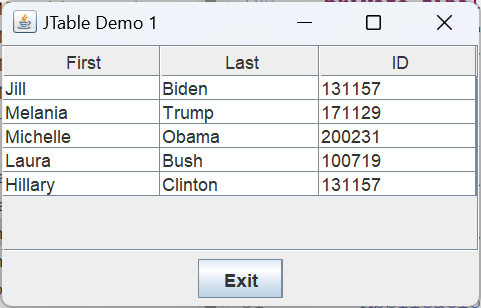 JTable Demo 1
First Last ID
Jill Biden 131157
Melania Trump 171129
Michelle Obama 200231
Laura Bush 100719
Hillary Clinton 131157
Exit